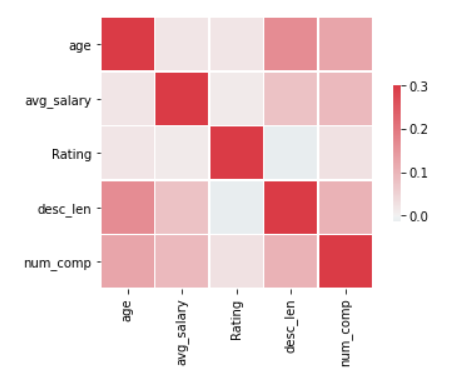 age
avg_salary
Rating
desc_len
num_comp
0.3
0.2
0.1
0.0
age
avg_salary
Rating
desc_len
num_comp